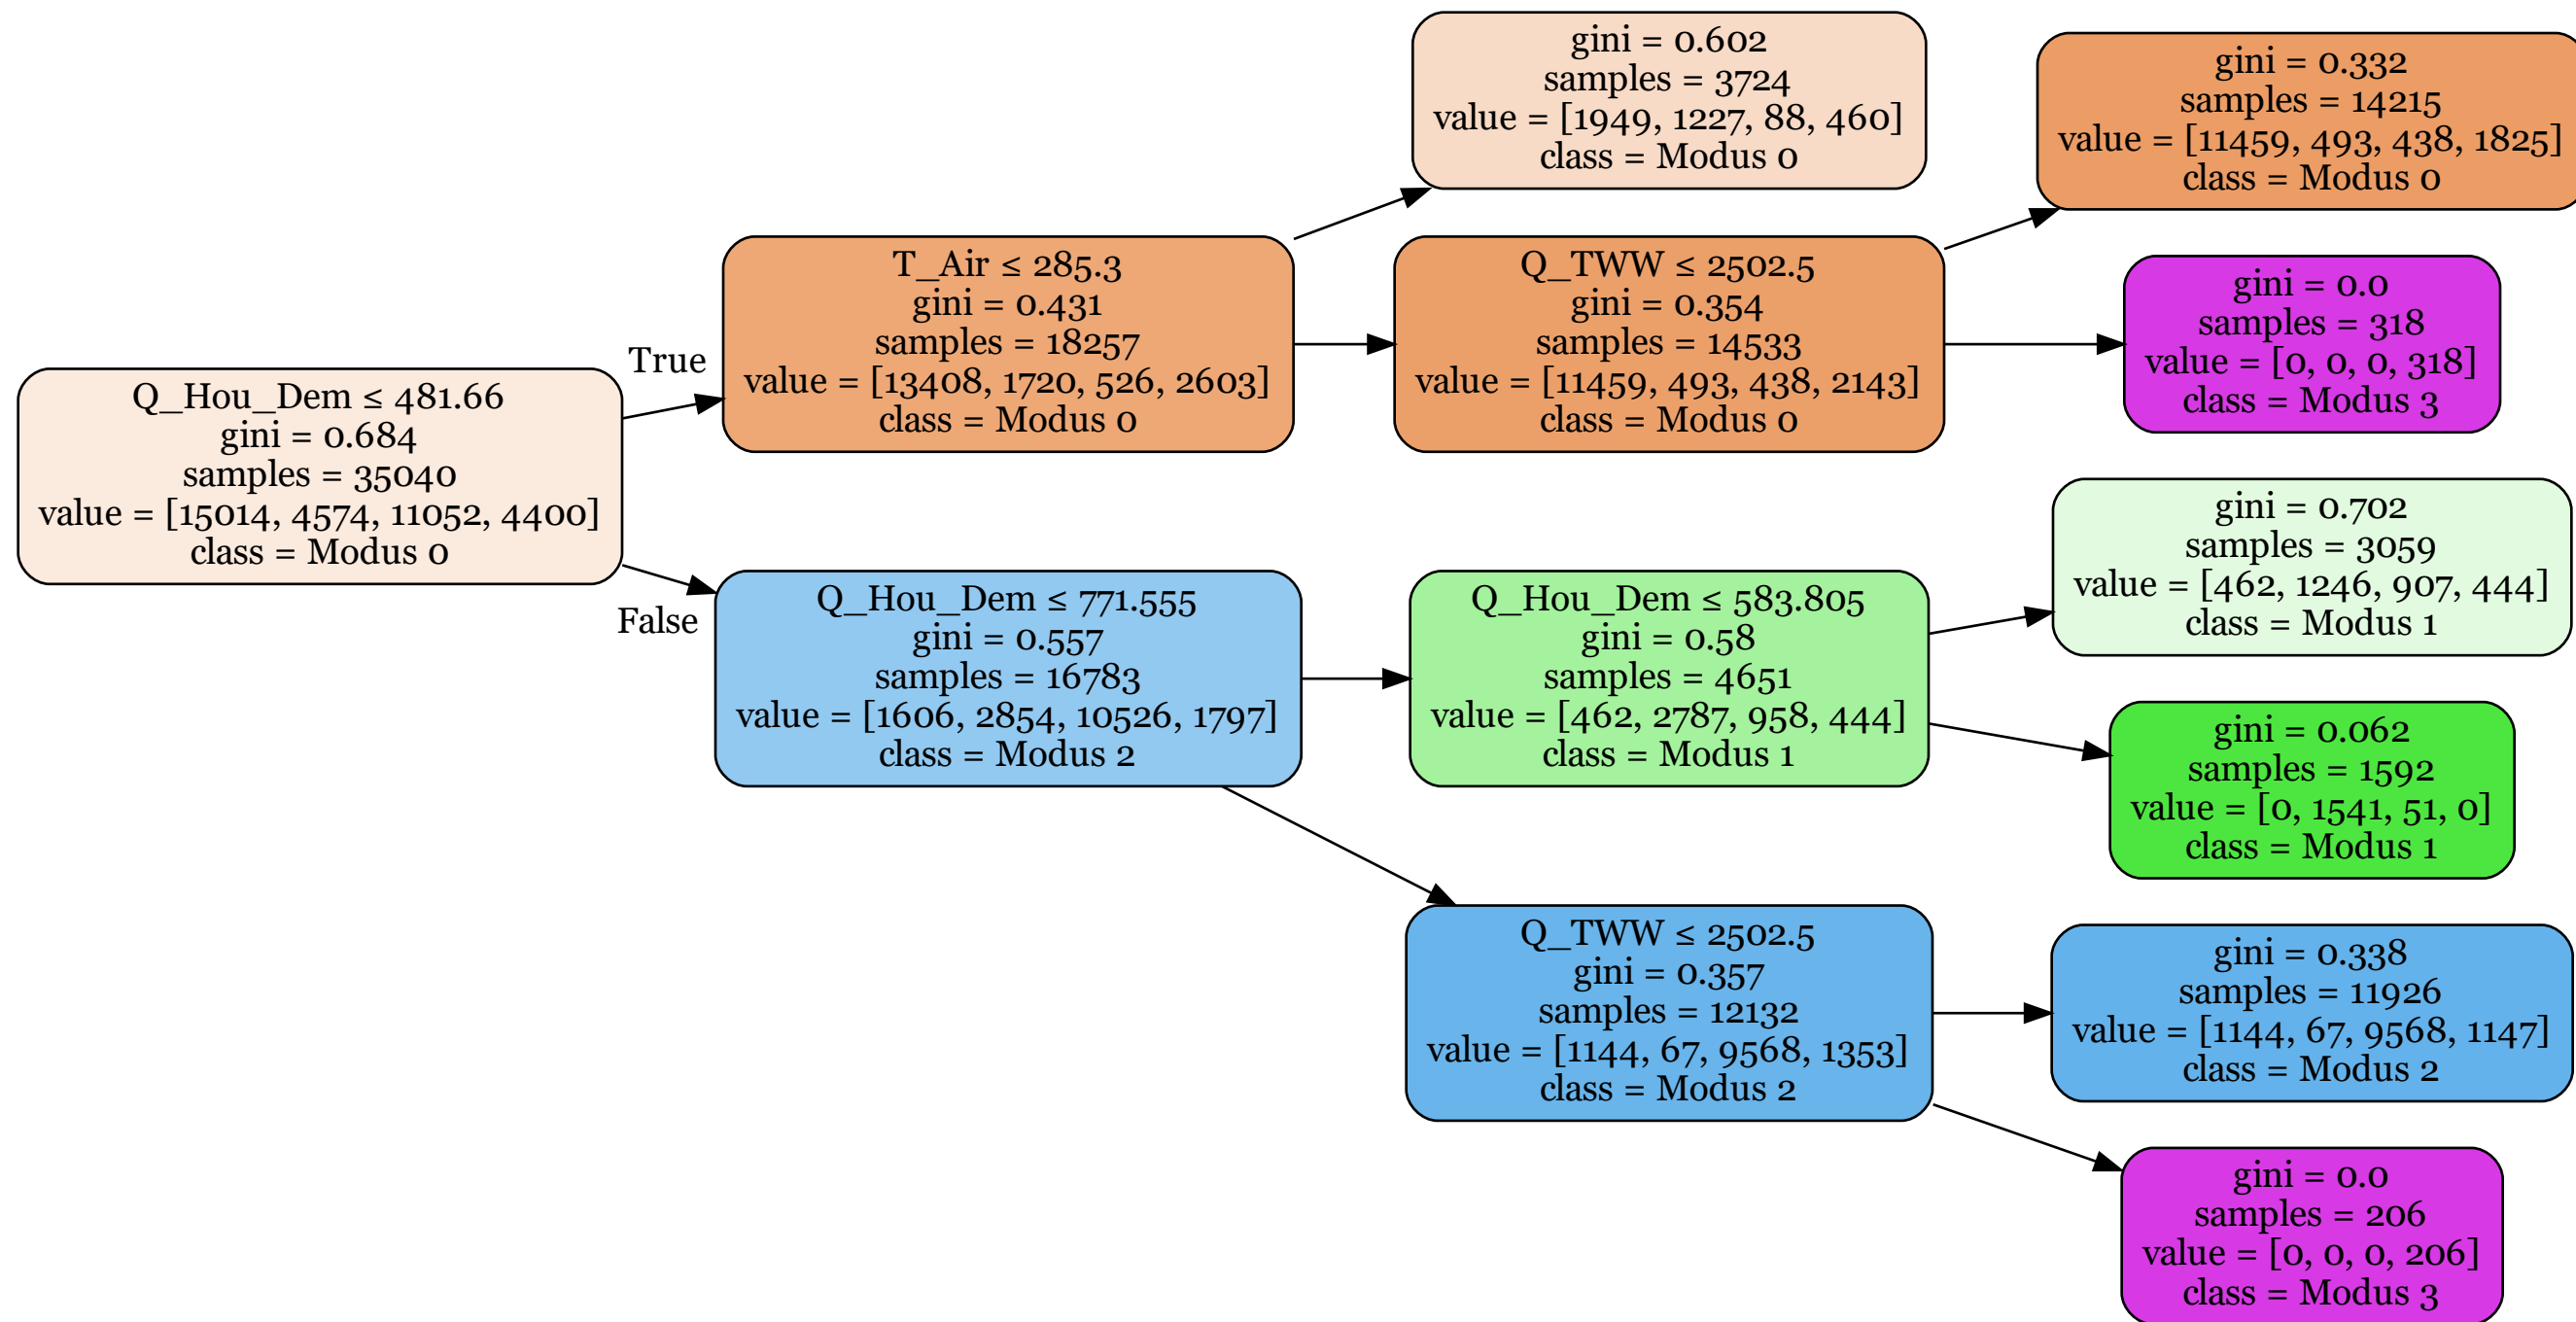 Q_Hou_Dem ≤ 481.66
gini = 0.684
samples = 35040
value = [15014, 4574, 11052, 4400]
class = Modus 0
True
False
T_Air ≤ 285.3
gini = 0.431
samples = 18257
value = [13408, 1720, 526, 2603]
class = Modus 0
Q_Hou_Dem ≤ 771.555
gini = 0.557
samples = 16783
value = [1606, 2854, 10526, 1797]
class = Modus 2
gini = 0.602
samples = 3724
value = [1949, 1227, 88, 460]
class = Modus 0
Q_TWW ≤ 2502.5
gini = 0.354
samples = 14533
value = [11459, 493, 438, 2143]
class = Modus 0
Q_Hou_Dem ≤ 583.805
gini = 0.58
samples = 4651
value = [462, 2787, 958, 444]
class = Modus 1
Q_TWW ≤ 2502.5
gini = 0.357
samples = 12132
value = [1144, 67, 9568, 1353]
class = Modus 2
gini = 0.332
samples = 14215
value = [11459, 493, 438, 1825]
class = Modus 0
gini = 0.0
samples = 318
value = [0, 0, 0, 318]
class = Modus 3
gini = 0.702
samples = 3059
value = [462, 1246, 907, 444]
class = Modus 1
gini = 0.062
samples = 1592
value = [0, 1541, 51, 0]
class = Modus 1
gini = 0.338
samples = 11926
value = [1144, 67, 9568, 1147]
class = Modus 2
gini = 0.0
samples = 206
value = [0, 0, 0, 206]
class = Modus 3